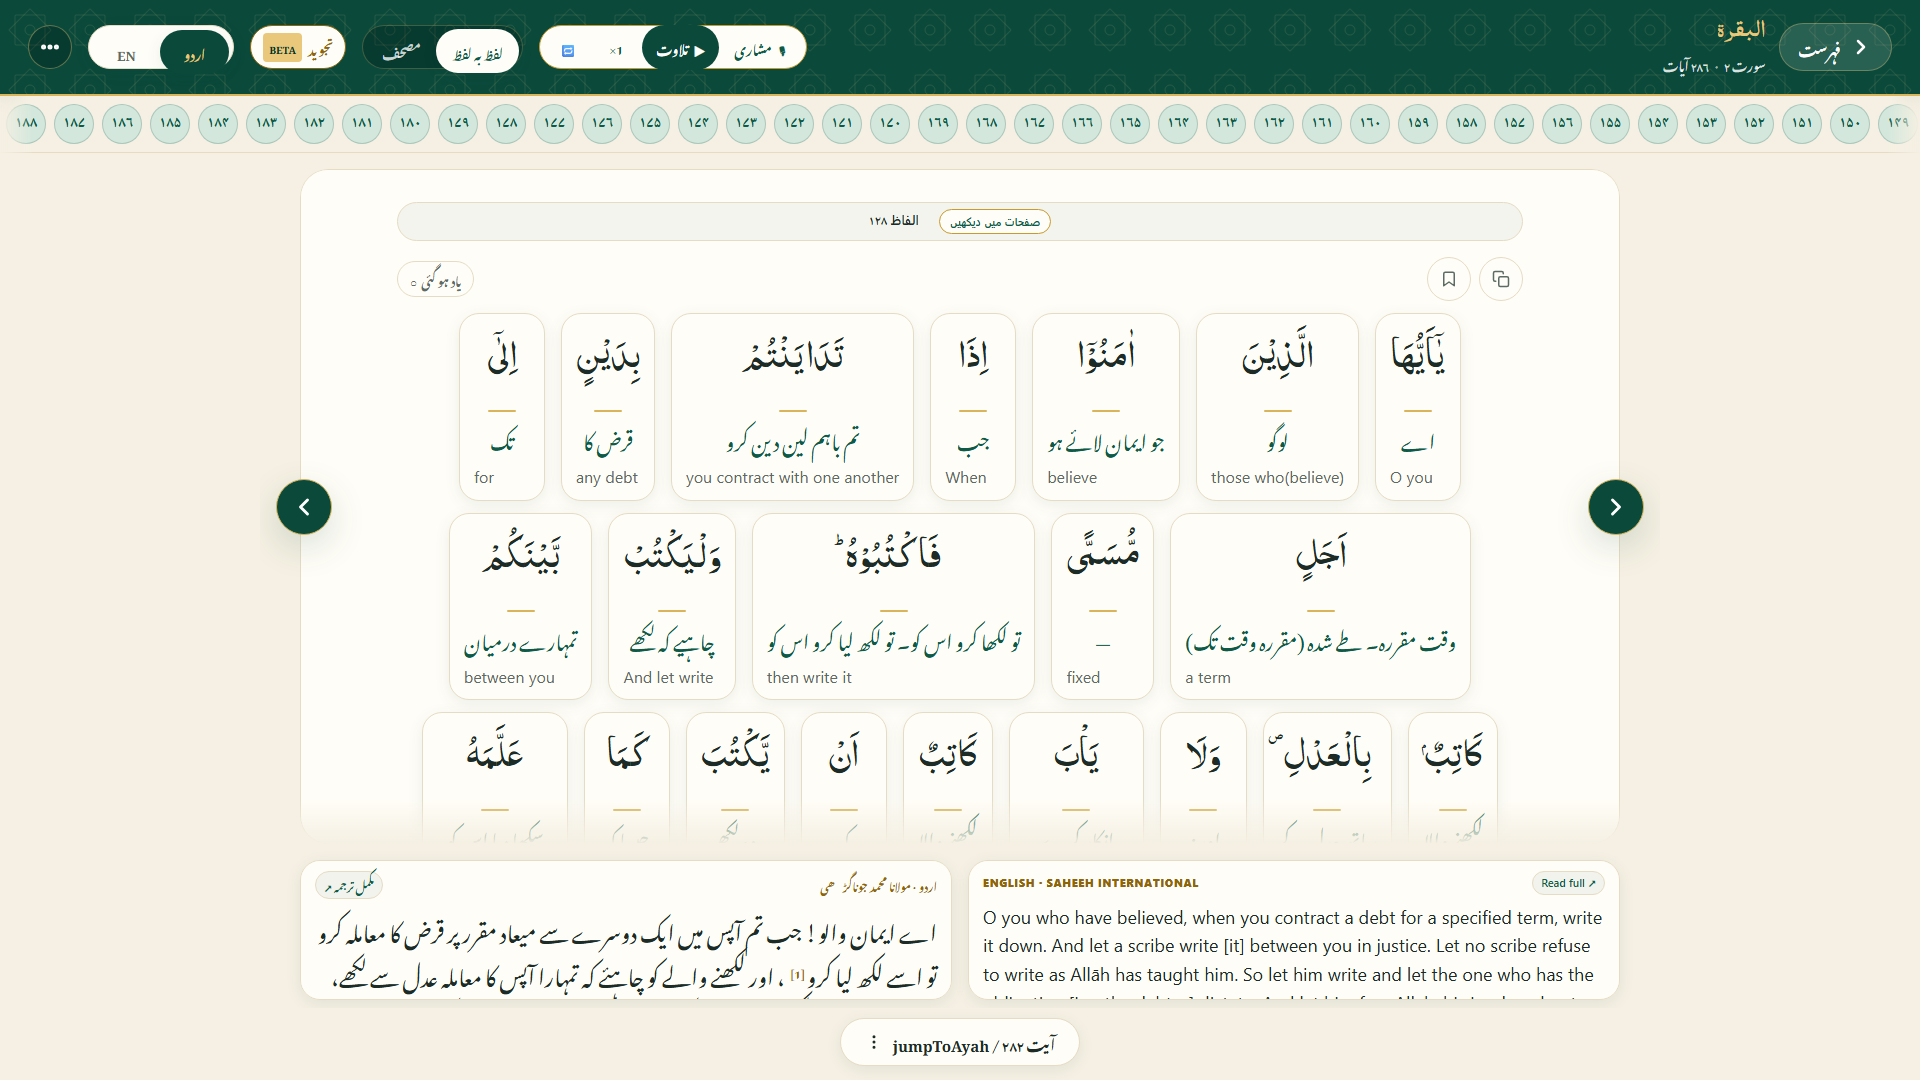 البقرة
سورت ۲ · ۲۸۶ آیات
فہرست
مشاری
تلاوت
×1
لفظ بہ لفظ
مصحف
تجوید BETA
اردو
EN
۱۴۹ ۱۵۰ ۱۵۱ ۱۵۲ ۱۵۳ ۱۵۴ ۱۵۵ ۱۵۶ ۱۵۷ ۱۵۸ ۱۵۹ ۱۶۰ ۱۶۱ ۱۶۲ ۱۶۳ ۱۶۴ ۱۶۵ ۱۶۶ ۱۶۷ ۱۶۸ ۱۶۹ ۱۷۰ ۱۷۱ ۱۷۲ ۱۷۳ ۱۷۴ ۱۷۵ ۱۷۶ ۱۷۷ ۱۷۸ ۱۷۹ ۱۸۰ ۱۸۱ ۱۸۲ ۱۸۳ ۱۸۴ ۱۸۵ ۱۸۶ ۱۸۷ ۱۸۸
صفحات میں دیکھیں
۱۲۸ الفاظ
یاد ہو گئی
يٰٓاَيُّهَا الَّذِيْنَ اٰمَنُوْٓا اِذَا تَدَايَنْتُمْ بِدَيْنٍ اِلٰٓى
اے لوگو جو ایمان لائے ہو جب تم باہم لین دین کرو قرض کا تک
O you those who(believe) believe When you contract with one another any debt for
اَجَلٍ مُّسَمًّى فَاكْتُبُوْهُ ؕ وَلْيَكْتُبْ بَّيْنَكُمْ
وقت مقررہ۔ طے شدہ (مقررہ وقت تک) — تو لکھا کرو اس کو۔ تو لکھ لیا کرو اس کو چاہیے کہ لکھے تمہارے درمیان
a term fixed then write it And let write between you
كَاتِبٌۢ بِالْعَدْلِ ۪ وَلَا يَاْبَ كَاتِبٌ اَنْ يَّكْتُبَ كَمَا عَلَّمَهُ
اردو · مولانا محمد جوناگڑھی
مکمل ترجمہ ↗
اے ایمان والو! جب تم آپس میں ایک دوسرے سے میعاد مقرر پر قرض کا معاملہ کرو
تو اسے لکھ لیا کرو [1]، اور لکھنے والے کو چاہئے کہ تمہارا آپس کا معاملہ عدل سے لکھے،
ENGLISH · SAHEEH INTERNATIONAL
Read full ↗
O you who have believed, when you contract a debt for a specified term, write
it down. And let a scribe write [it] between you in justice. Let no scribe refuse
to write as Allāh has taught him. So let him write and let the one who has the
آیت ۲۸۲ / jumpToAyah